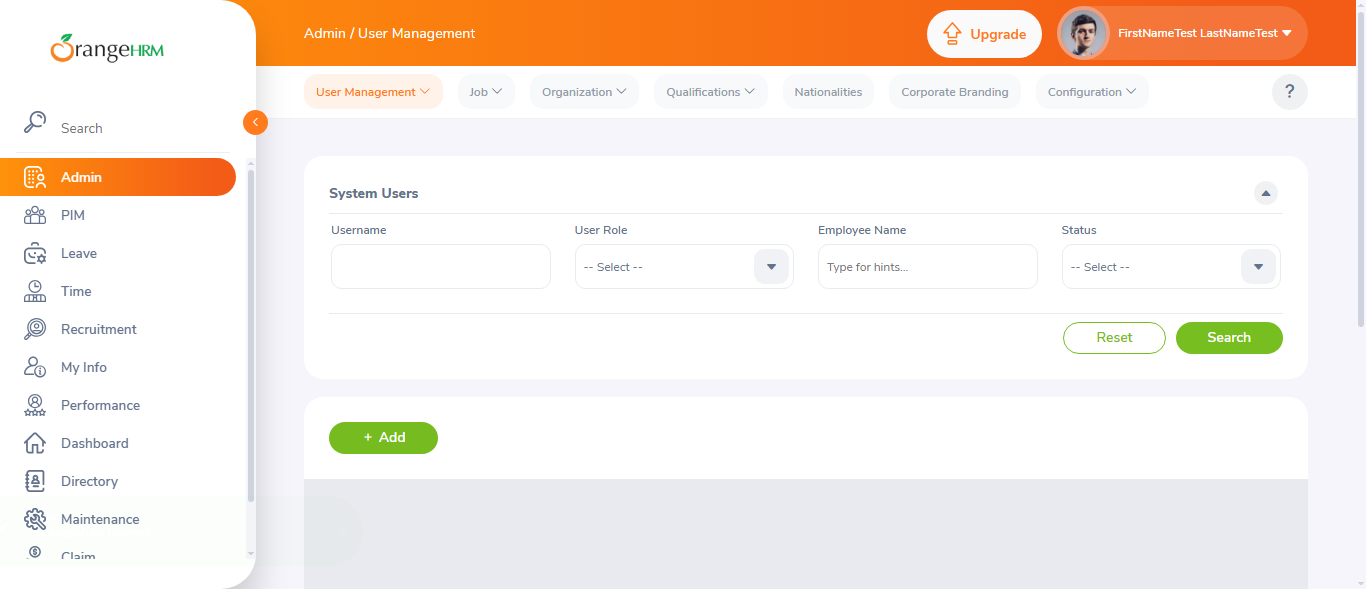 OrangeHRM
Admin / User Management
Upgrade
FirstNameTest LastNameTest
User Management
Job
Organization
Qualifications
Nationalities
Corporate Branding
Configuration
?
Search
Admin
PIM
Leave
Time
Recruitment
My Info
Performance
Dashboard
Directory
Maintenance
Claim
System Users
Username
User Role
Employee Name
Status
-- Select --
Type for hints...
-- Select --
Reset
Search
+ Add